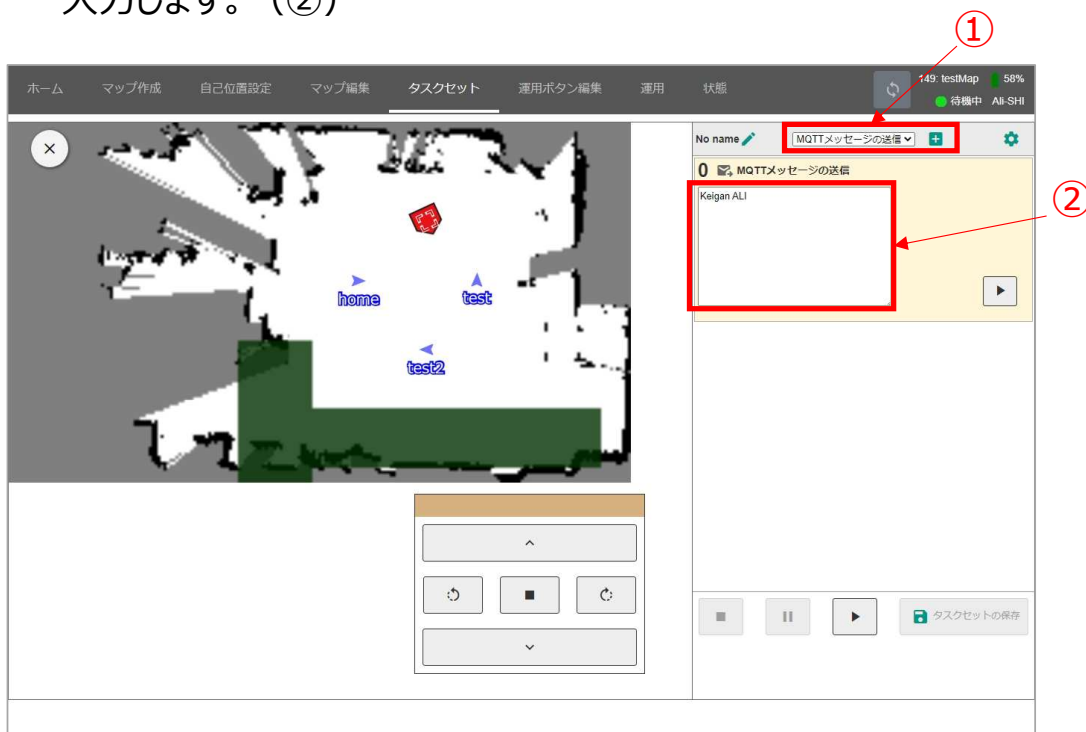 入力します。（②）
①
ホーム マップ作成 自己位置設定 マップ編集 タスクセット 運用ボタン編集 運用 状態
149: testMap 58%
待機中 Ali-SHI
No name MQTTメッセージの送信
0 MQTTメッセージの送信
Keigan ALI
②
home
test
test2
タスクセットの保存